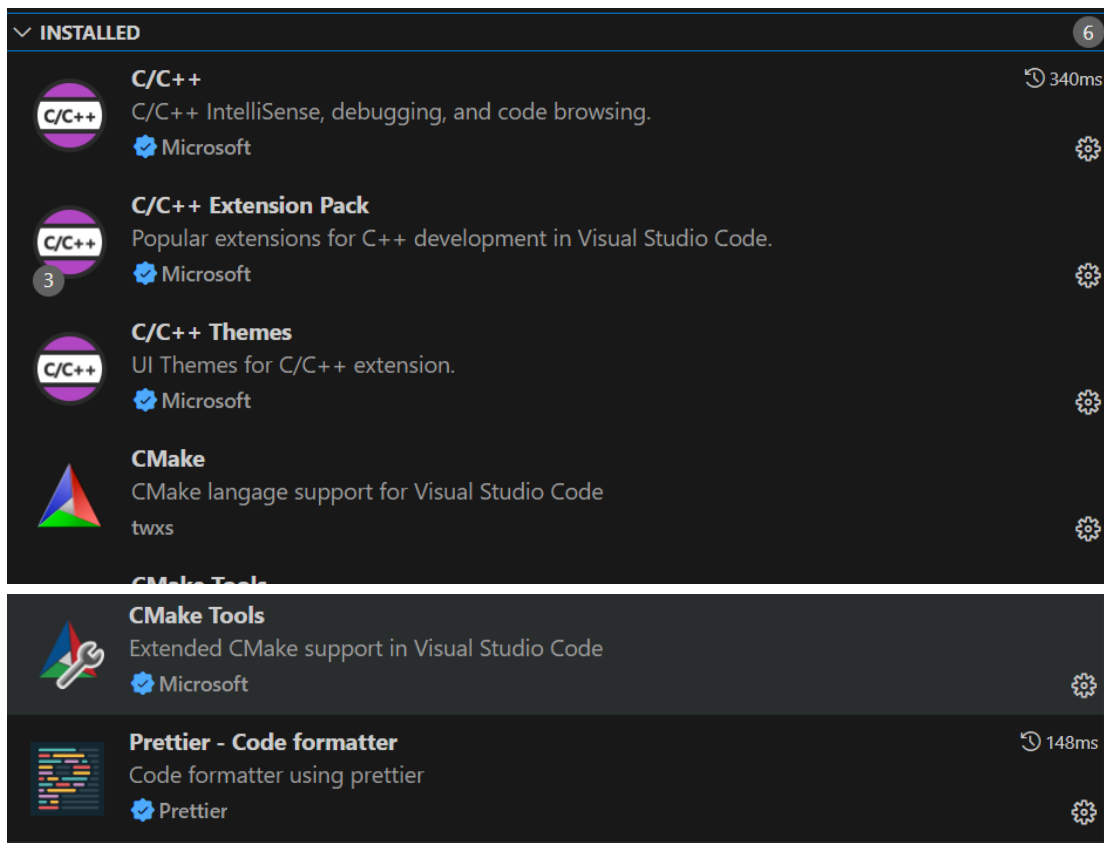 INSTALLED 6
C/C++ 340ms
C/C++ IntelliSense, debugging, and code browsing.
C/C++
Microsoft
C/C++ Extension Pack
C/C++ Popular extensions for C++ development in Visual Studio Code.
3 Microsoft
C/C++ Themes
C/C++ UI Themes for C/C++ extension.
Microsoft
CMake
CMake langage support for Visual Studio Code
twxs
CMake Tools
CMake Tools
Extended CMake support in Visual Studio Code
Microsoft
Prettier - Code formatter 148ms
Code formatter using prettier
Prettier